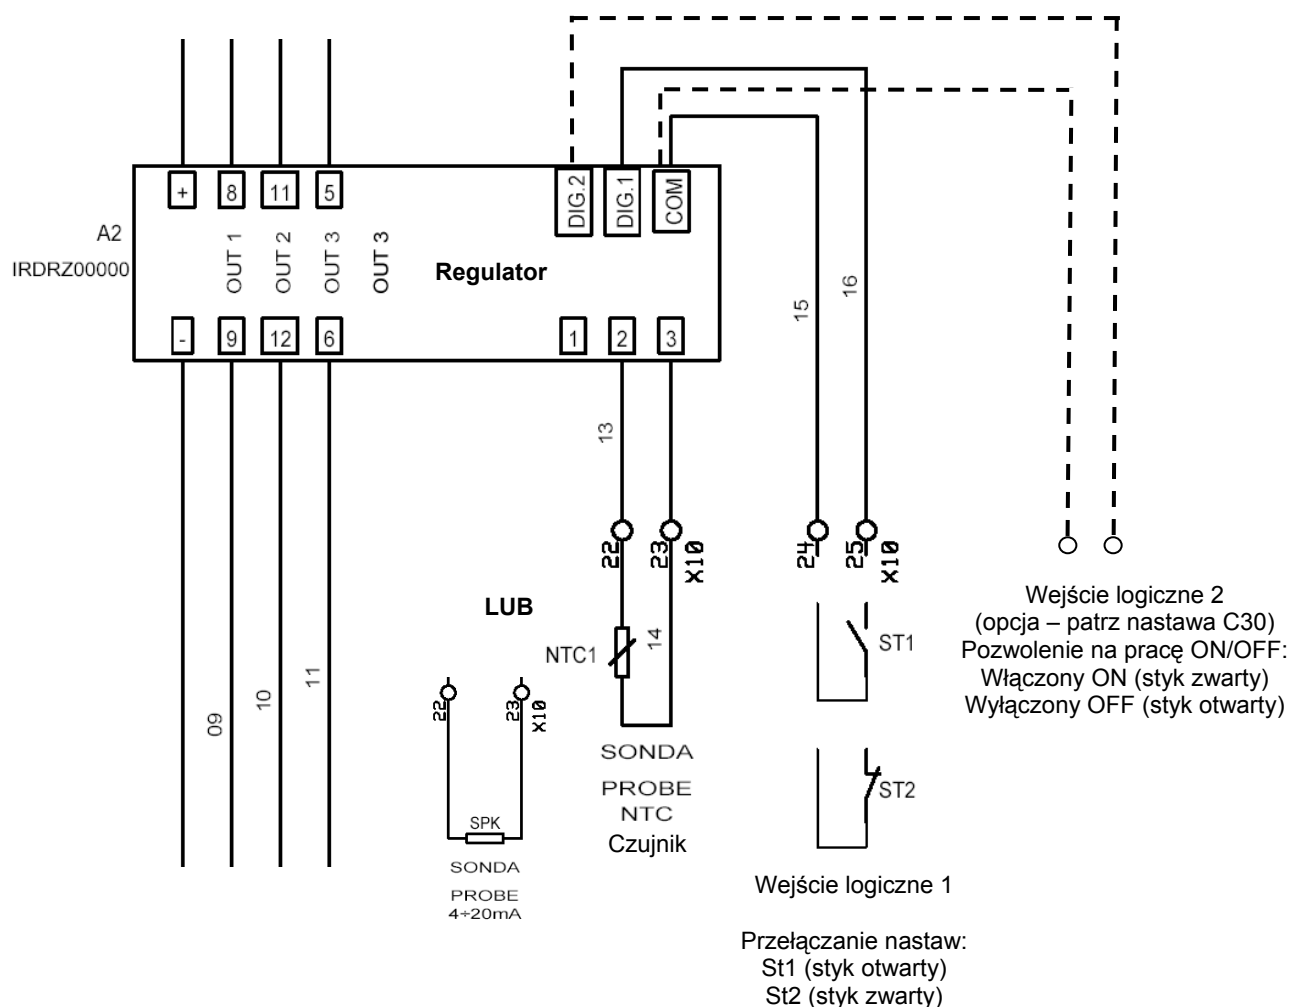 +
8
11
5
DIG.2
DIG.1
COM
A2
IRDRZ00000
OUT 1
OUT 2
OUT 3
OUT 3
Regulator
-
9
12
6
1
2
3
15
16
13
22
23
X10
24
25
X10
LUB
NTC1
14
ST1
09
10
11
22
23
X10
SPK
SONDA
PROBE
4÷20mA
SONDA
PROBE
NTC
Czujnik
ST2
Wejście logiczne 1
Przełączanie nastaw:
St1 (styk otwarty)
St2 (styk zwarty)
Wejście logiczne 2
(opcja – patrz nastawa C30)
Pozwolenie na pracę ON/OFF:
Włączony ON (styk zwarty)
Wyłączony OFF (styk otwarty)